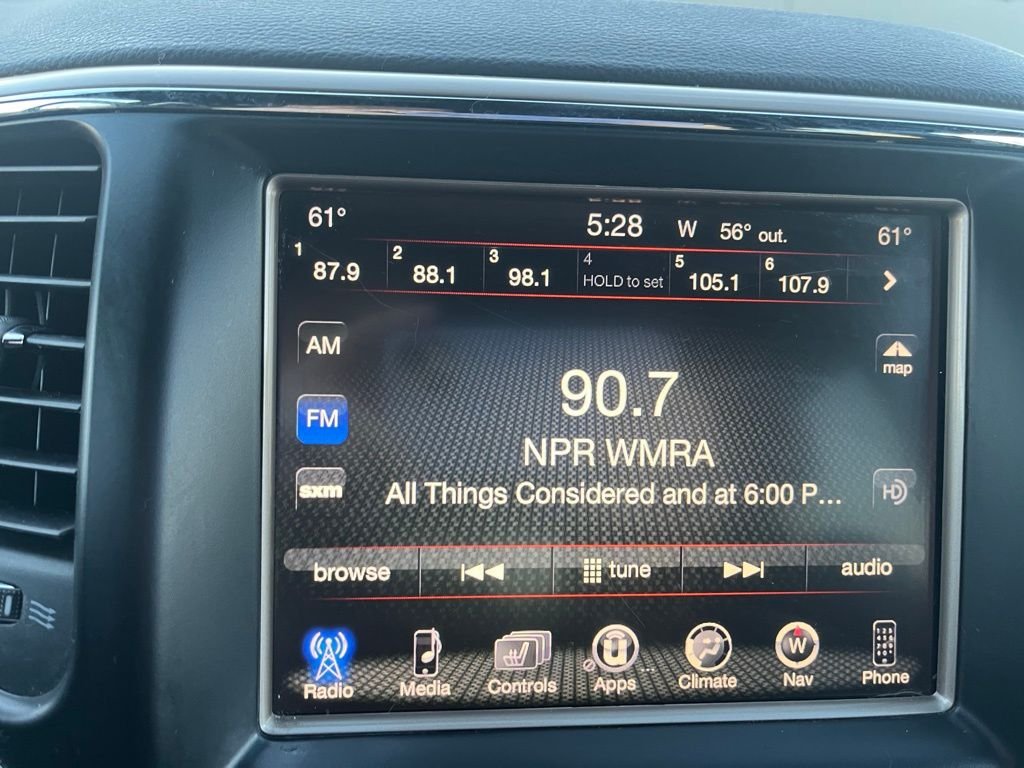 61° 5:28 W 56° out. 61°
1 87.9 2 88.1 3 98.1 4 HOLD to set 5 105.1 6 107.9
AM
map
90.7
FM
NPR WMRA
sxm
All Things Considered and at 6:00 P...
HD
browse tune audio
W
Radio Media Controls Apps Climate Nav Phone